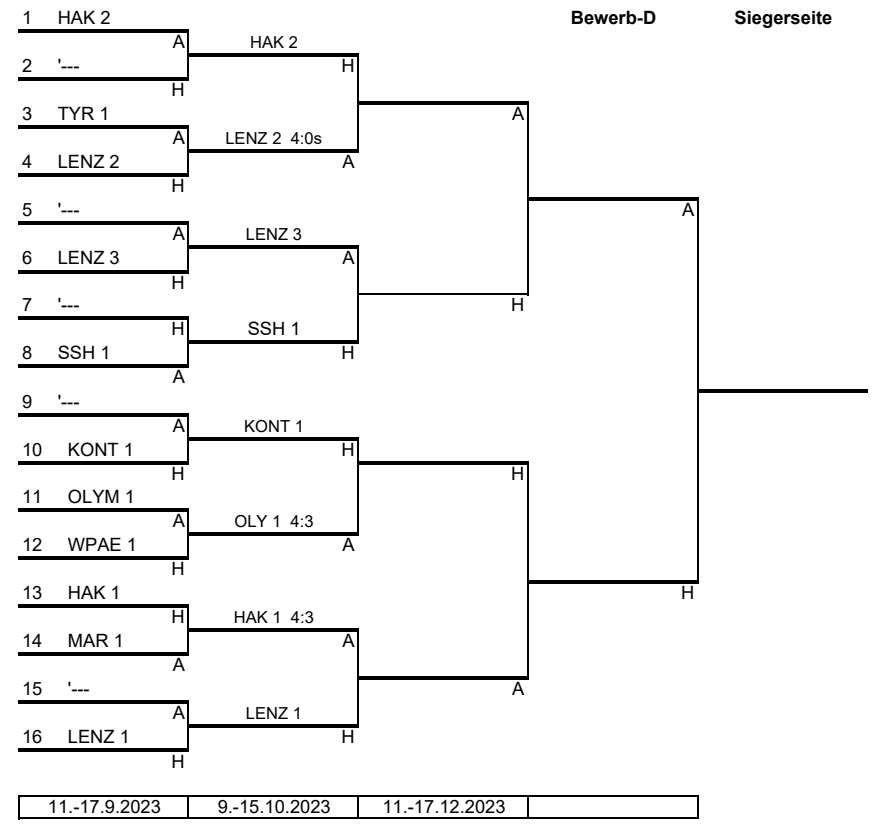 1 HAK 2 Bewerb-D Siegerseite
A HAK 2
2 '--- H
H
3 TYR 1 A
A LENZ 2 4:0s
4 LENZ 2 A
H
5 '--- A
A LENZ 3
6 LENZ 3 A
H
7 '--- H
H SSH 1
8 SSH 1 H
A
9 '---
A KONT 1
10 KONT 1 H
H H
11 OLYM 1
A OLY 1 4:3
12 WPAE 1 A
H
13 HAK 1 H
H HAK 1 4:3
14 MAR 1 A
A
15 '--- A
A LENZ 1
16 LENZ 1 H
H
11.-17.9.2023 9.-15.10.2023 11.-17.12.2023